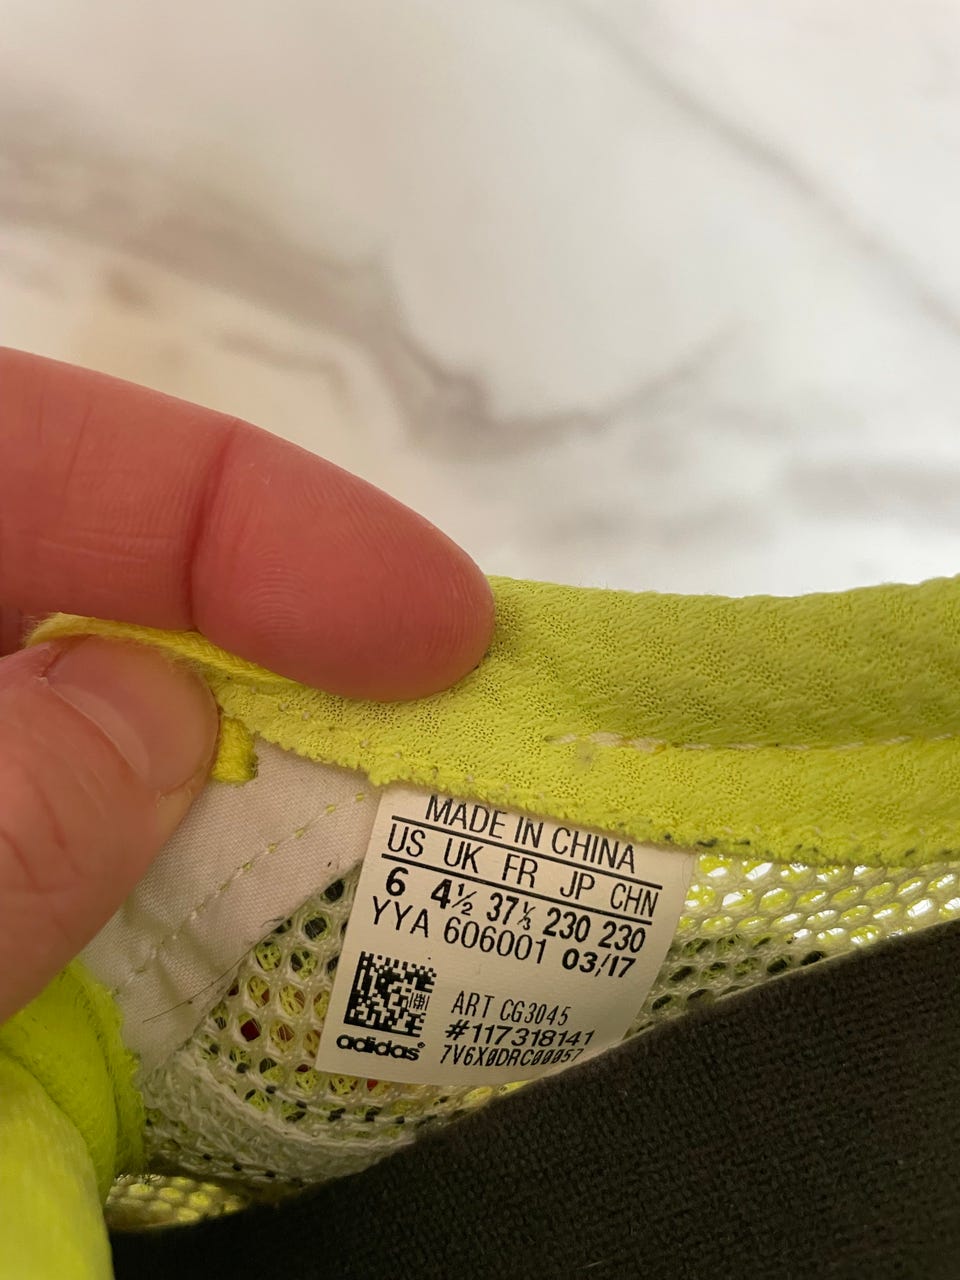 MADE IN CHINA
US UK FR JP CHN
6 4½ 37⅓ 230 230
YYA 606001 03/17
ART CG3045
#117318141
adidas®
7V6X0DRC00057